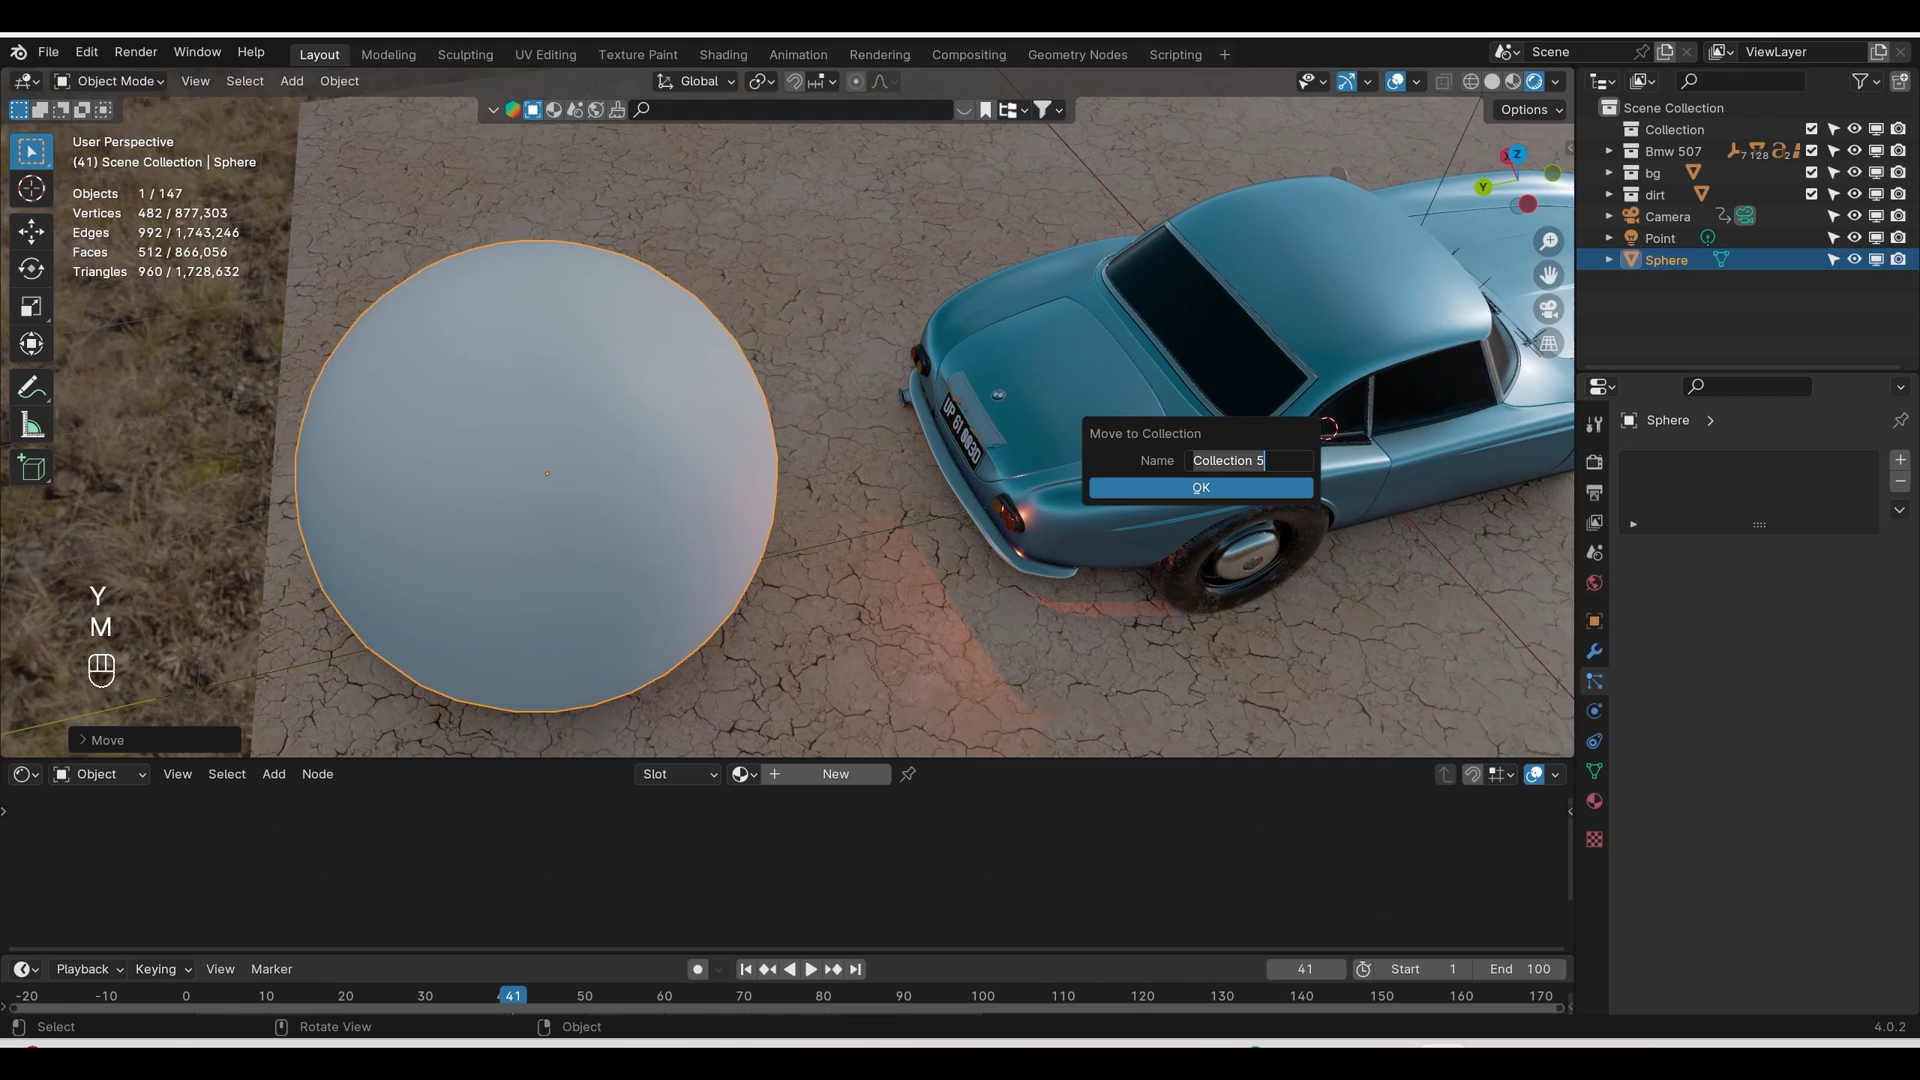 File Edit Render Window Help Layout Modeling Sculpting UV Editing Texture Paint Shading Animation Rendering Compositing Geometry Nodes Scripting + Scene ViewLayer
Object Mode View Select Add Object Global
Options
User Perspective
(41) Scene Collection | Sphere
Objects 1 / 147
Vertices 482 / 877,303
Edges 992 / 1,743,246
Faces 512 / 866,056
Triangles 960 / 1,728,632
X
Z
Y
Scene Collection
Collection
Bmw 507 7 128 2
bg
dirt
Camera
Point
Sphere
Sphere
Move to Collection
Name Collection 5
OK
Y
M
Move
Object View Select Add Node Slot New
Playback Keying View Marker 41 Start 1 End 100
-20 -10 0 10 20 30 41 50 60 70 80 90 100 110 120 130 140 150 160 170
Select Rotate View Object 4.0.2